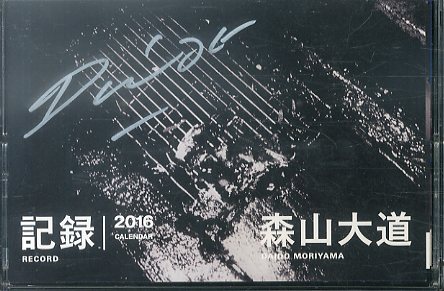 Daido
記録
2016
CALENDAR
RECORD
森山大道
DAIDO MORIYAMA